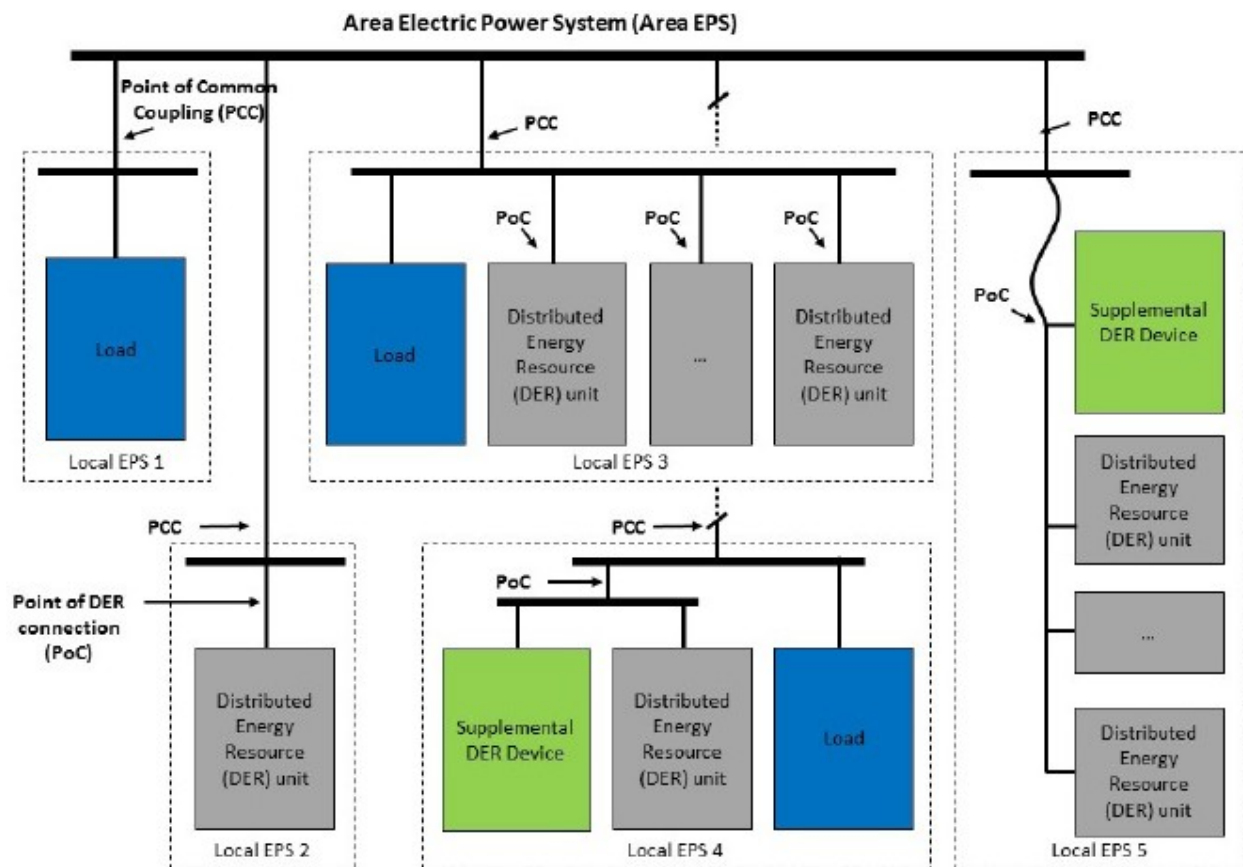 Area Electric Power System (Area EPS)
Point of Common
Coupling (PCC)
PCC
PCC
PoC
PoC
PoC
Load
Load
Distributed
Energy
Resource
(DER) unit
...
Distributed
Energy
Resource
(DER) unit
PoC
Supplemental
DER Device
Local EPS 1
Local EPS 3
Distributed
Energy
Resource
(DER) unit
PCC
PCC
Point of DER
connection
(PoC)
PoC
...
Distributed
Energy
Resource
(DER) unit
Supplemental
DER Device
Distributed
Energy
Resource
(DER) unit
Load
Distributed
Energy
Resource
(DER) unit
Local EPS 2
Local EPS 4
Local EPS 5